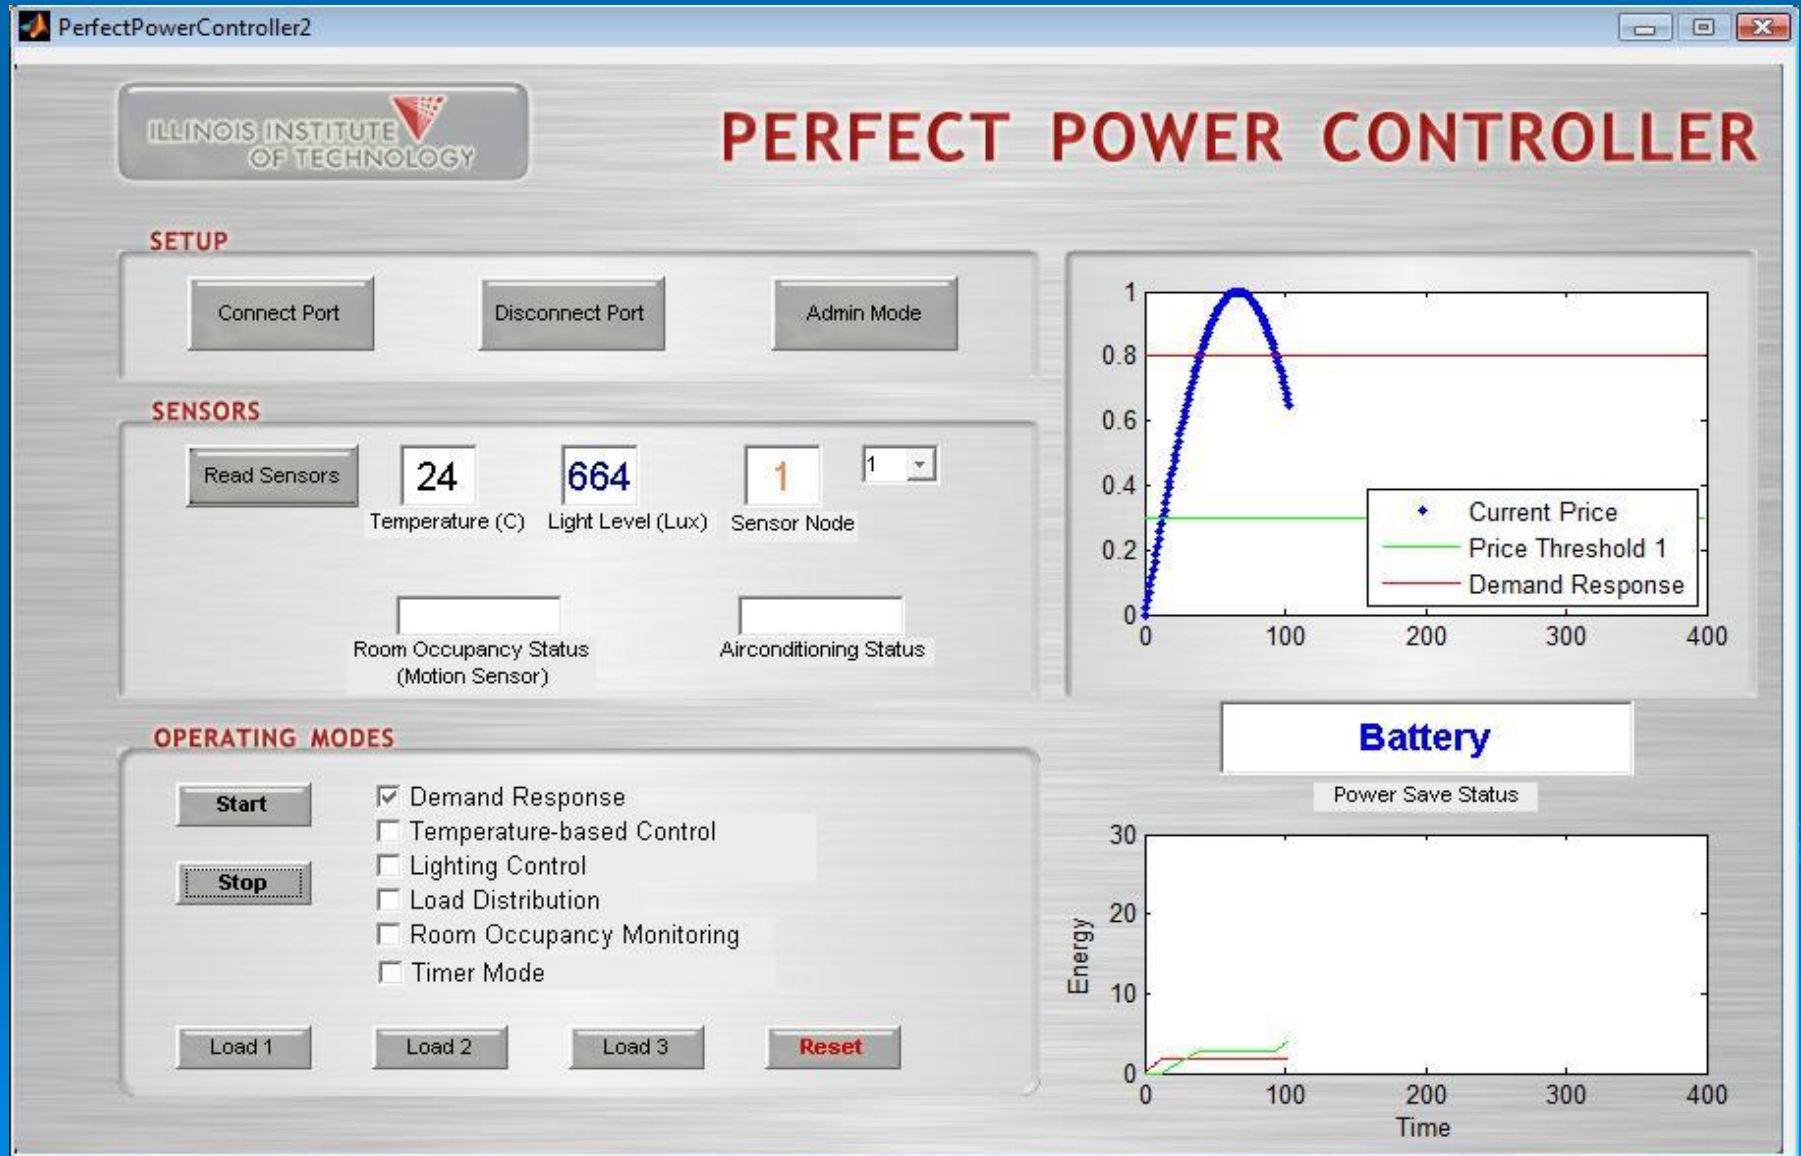 PerfectPowerController2
ILLINOIS INSTITUTE
OF TECHNOLOGY
PERFECT POWER CONTROLLER
SETUP
Connect Port
Disconnect Port
Admin Mode
SENSORS
Read Sensors
24
664
1
1
Temperature (C)
Light Level (Lux)
Sensor Node
Room Occupancy Status
(Motion Sensor)
Airconditioning Status
OPERATING MODES
Start
Stop
Demand Response
Temperature-based Control
Lighting Control
Load Distribution
Room Occupancy Monitoring
Timer Mode
Load 1
Load 2
Load 3
Reset
1
0.8
0.6
0.4
0.2
0
0
100
200
300
400
Current Price
Price Threshold 1
Demand Response
Battery
Power Save Status
30
20
10
0
Energy
0
100
200
300
400
Time